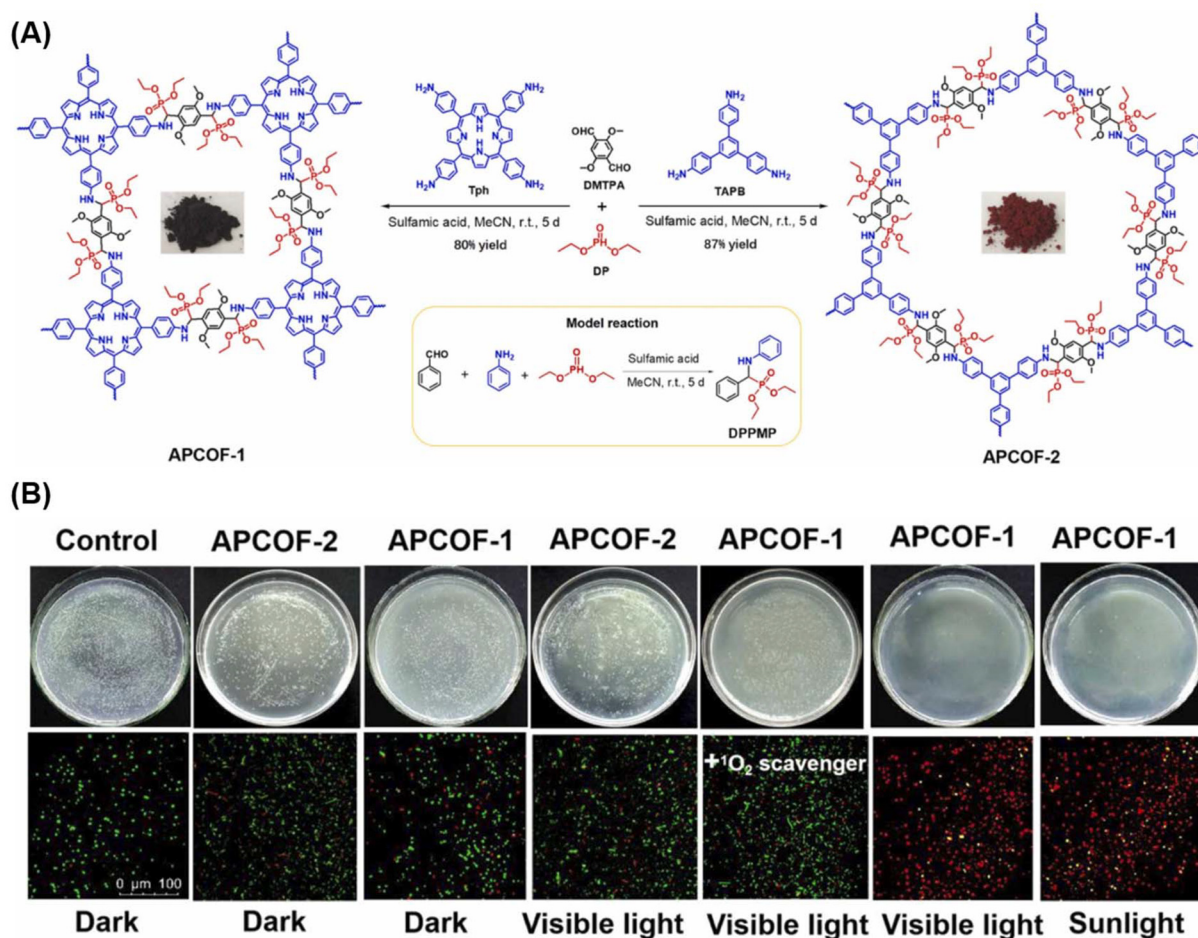 (A)
Tph
DMTPA
TAPB
+
Sulfamic acid, MeCN, r.t., 5 d
80% yield
DP
Sulfamic acid, MeCN, r.t., 5 d
87% yield
Model reaction
CHO
NH2
Sulfamic acid
MeCN, r.t., 5 d
DPPMP
APCOF-1
APCOF-2
(B)
Control APCOF-2 APCOF-1 APCOF-2 APCOF-1 APCOF-1 APCOF-1
+¹O₂ scavenger
0 µm 100
Dark Dark Dark Visible light Visible light Visible light Sunlight